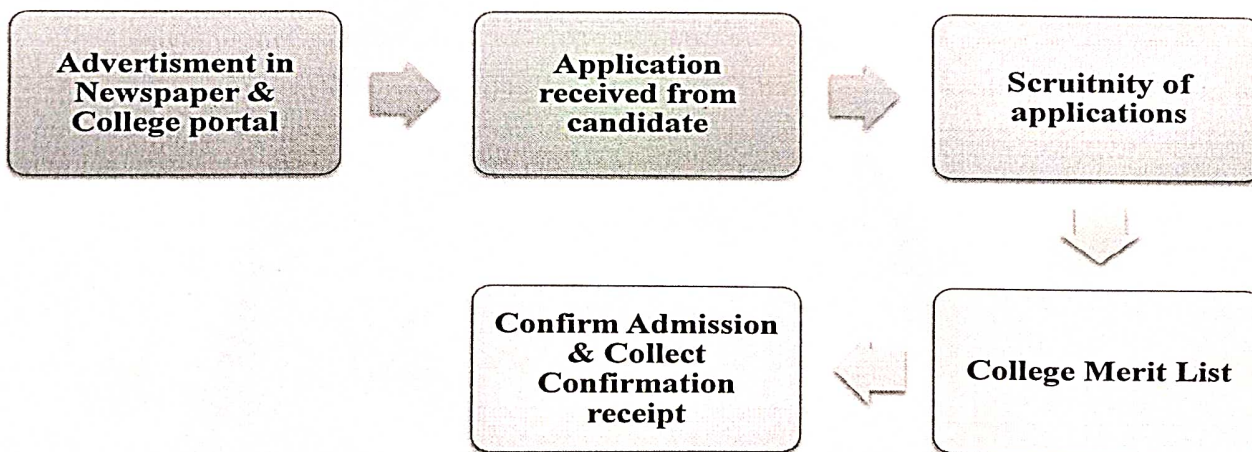 Advertisment in
Newspaper &
College portal
Application
received from
candidate
Scruitnity of
applications
College Merit List
Confirm Admission
& Collect
Confirmation
receipt